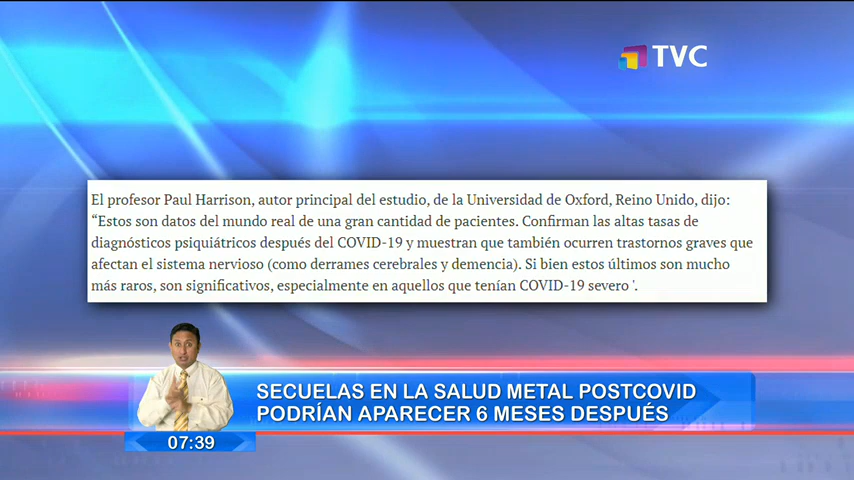 TVC
El profesor Paul Harrison, autor principal del estudio, de la Universidad de Oxford, Reino Unido, dijo:
“Estos son datos del mundo real de una gran cantidad de pacientes. Confirman las altas tasas de
diagnósticos psiquiátricos después del COVID-19 y muestran que también ocurren trastornos graves que
afectan el sistema nervioso (como derrames cerebrales y demencia). Si bien estos últimos son mucho
más raros, son significativos, especialmente en aquellos que tenían COVID-19 severo '.
SECUELAS EN LA SALUD METAL POSTCOVID
PODRÍAN APARECER 6 MESES DESPUÉS
07:39